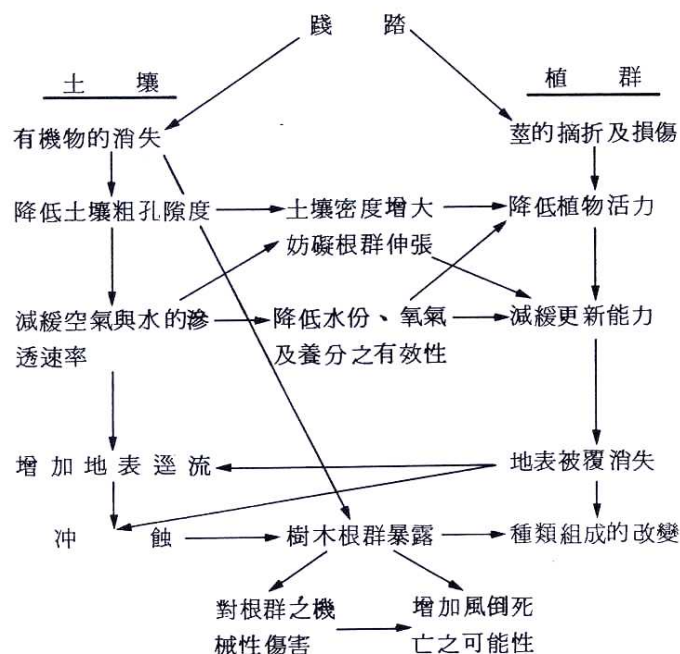 踐踏
土壤
植群
有機物的消失
莖的摘折及損傷
降低土壤粗孔隙度
土壤密度增大
降低植物活力
妨礙根群伸張
減緩空氣與水的滲
透速率
降低水份、氧氣
及養分之有效性
減緩更新能力
增加地表逕流
地表被覆消失
冲蝕
樹木根群暴露
種類組成的改變
對根群之機
械性傷害
增加風倒死
亡之可能性